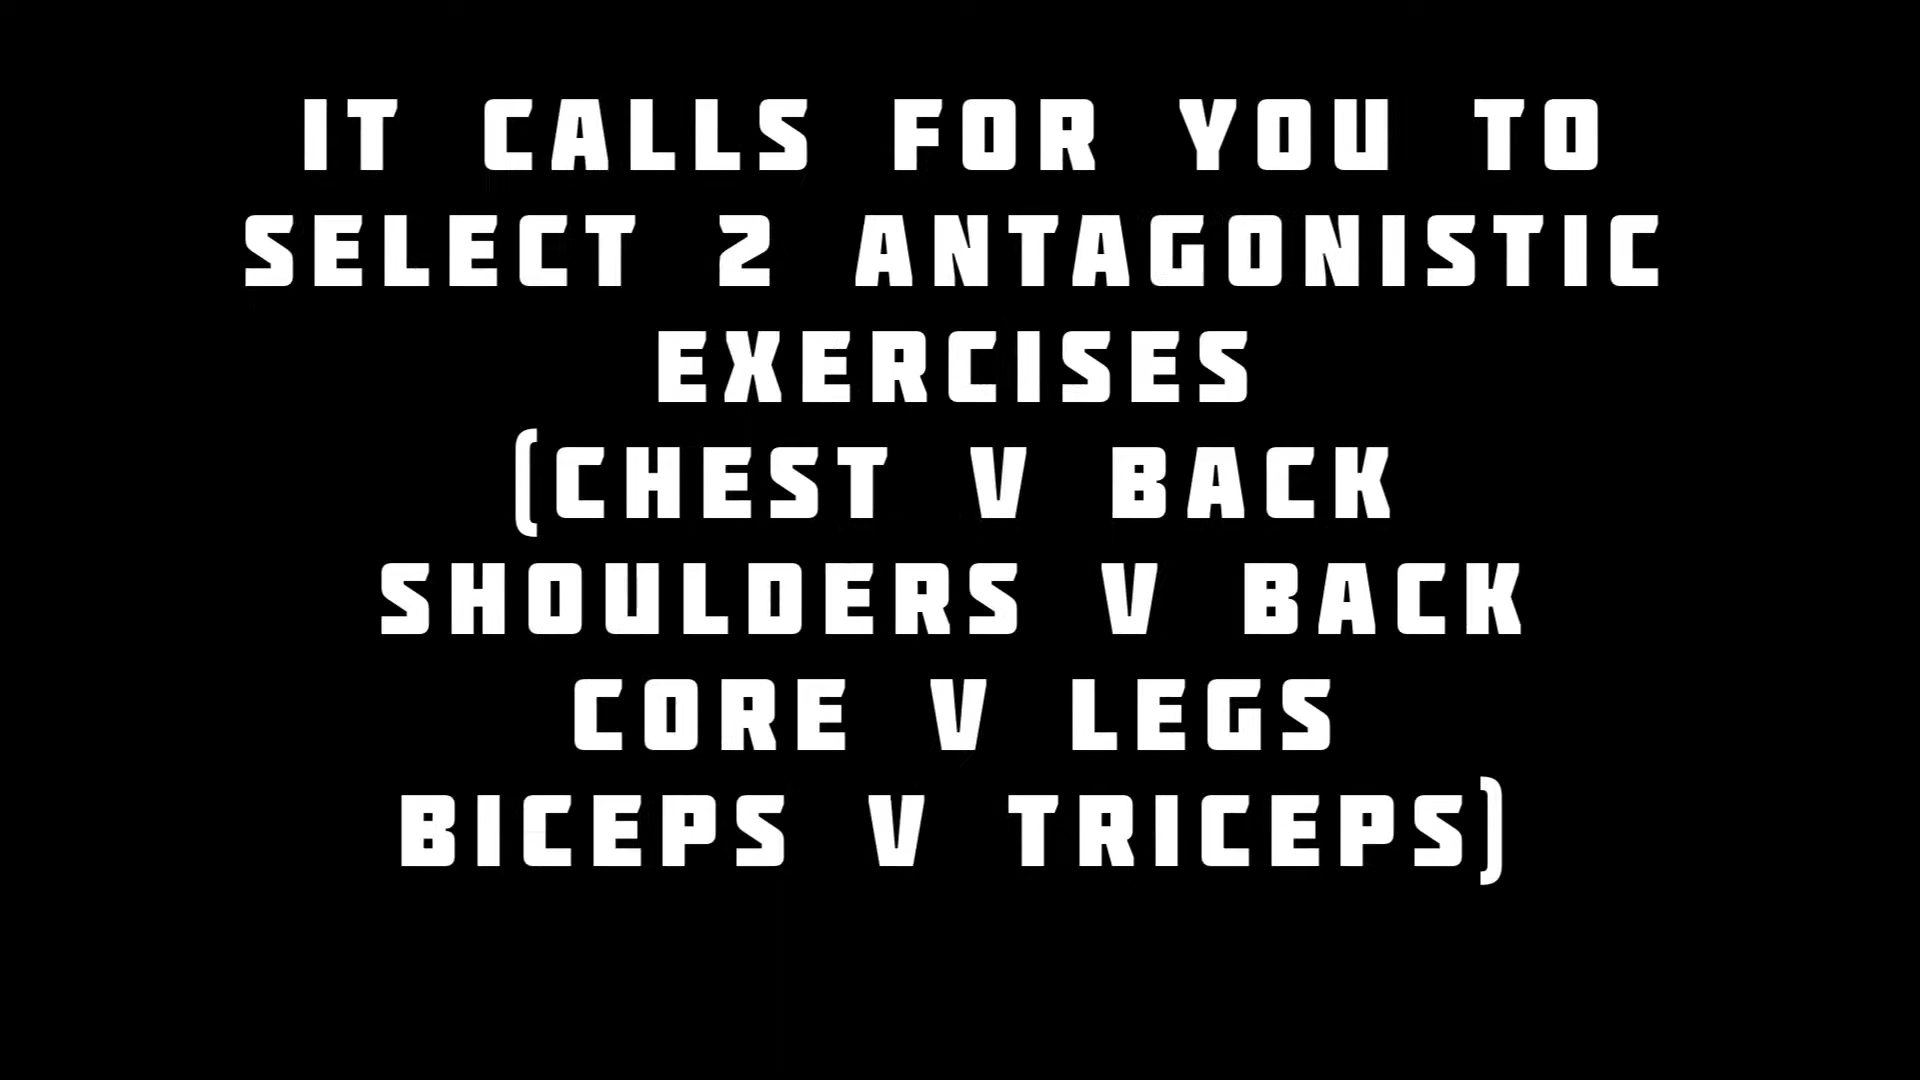 IT CALLS FOR YOU TO
SELECT 2 ANTAGONISTIC
EXERCISES
(CHEST V BACK
SHOULDERS V BACK
CORE V LEGS
BICEPS V TRICEPS)